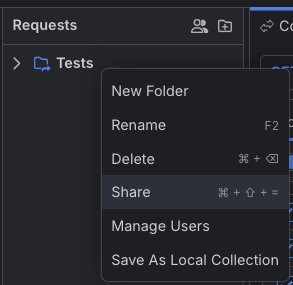 Requests
Tests
New Folder
Rename F2
Delete ⌘ + ⌫
Share ⌘ + ⇧ + =
Manage Users
Save As Local Collection